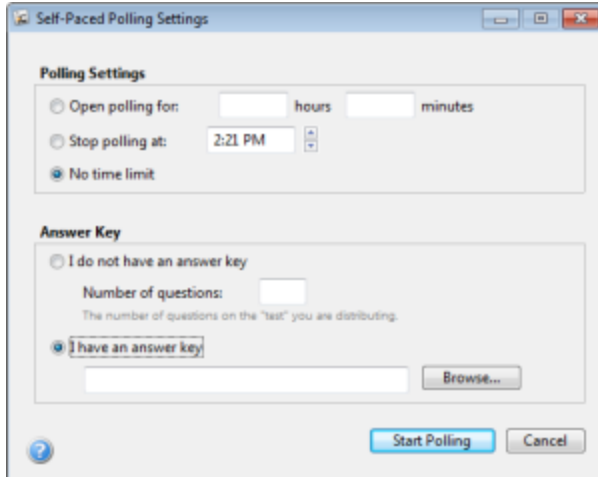 Self-Paced Polling Settings
Polling Settings
Open polling for: hours minutes
Stop polling at: 2:21 PM
No time limit
Answer Key
I do not have an answer key
Number of questions:
The number of questions on the "test" you are distributing.
I have an answer key
Browse...
Start Polling Cancel